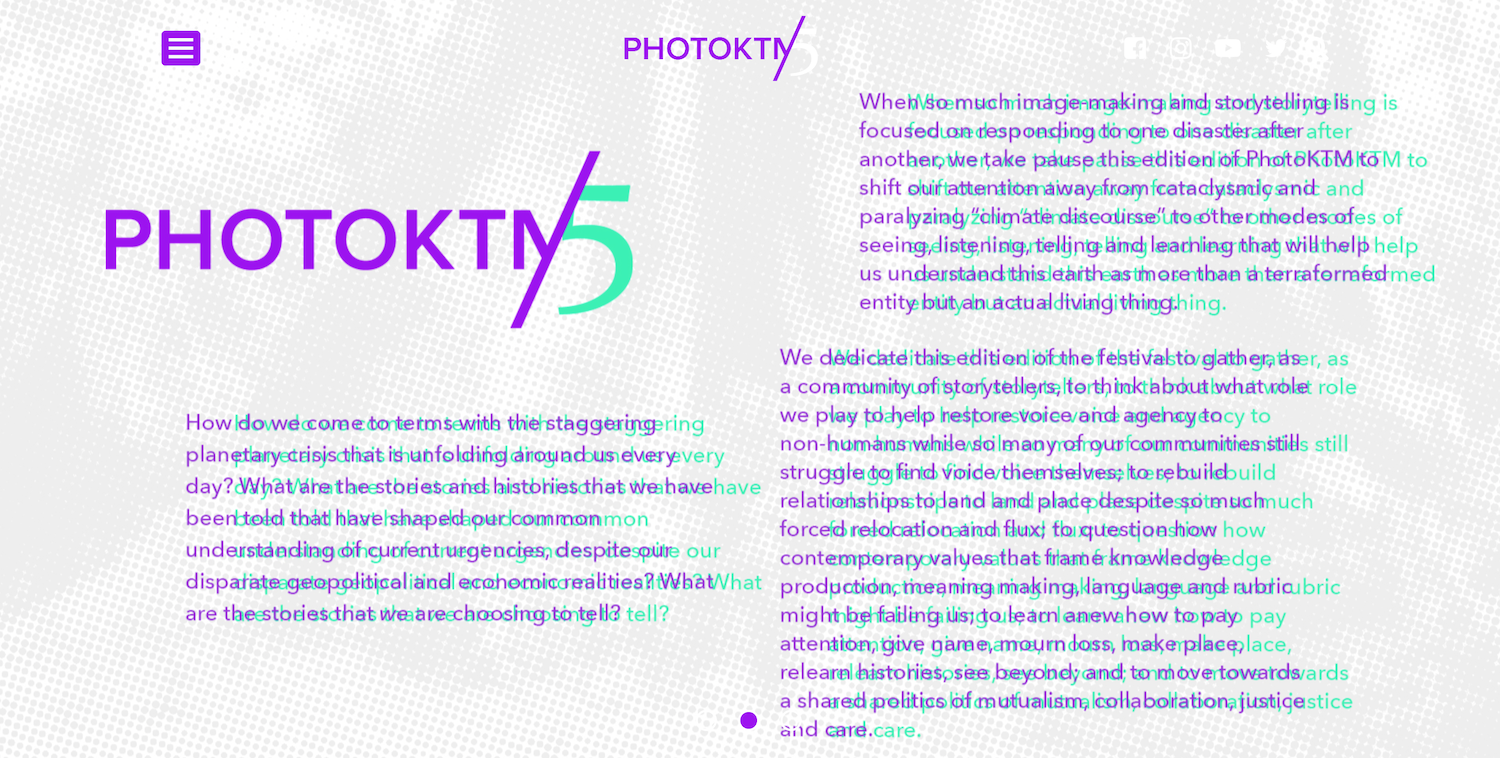 PHOTOKTM/5
PHOTOKTM/5
How do we come to terms with the staggering
planetary crisis that is unfolding around us every
day? What are the stories and histories that we have
been told that have shaped our common
understanding of current urgencies, despite our
disparate geopolitical and economic realities? What
are the stories that we are choosing to tell?
When so much image-making and storytelling is
focused on responding to one disaster after
another, we take pause this edition of PhotoKTM to
shift our attention away from cataclysmic and
paralyzing “climate discourse” to other modes of
seeing, listening, telling and learning that will help
us understand this earth as more than a terraformed
entity but an actual living thing.
We dedicate this edition of the festival to gather, as
a community of storytellers, to think about what role
we play to help restore voice and agency to
non-humans while so many of our communities still
struggle to find voice themselves; to rebuild
relationships to land and place despite so much
forced relocation and flux; to question how
contemporary values that frame knowledge
production, meaning making, language and rubric
might be failing us; to learn anew how to pay
attention, give name, mourn loss, make place,
relearn histories, see beyond; and to move towards
a shared politics of mutualism, collaboration, justice
and care.